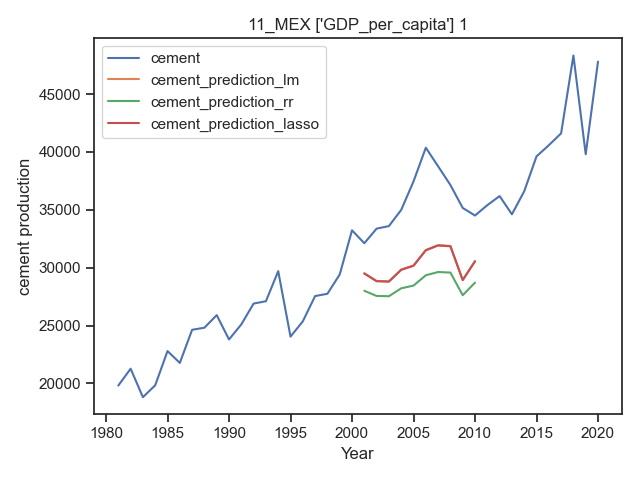 11_MEX ['GDP_per_capita'] 1
cement
cement_prediction_lm
cement_prediction_rr
cement_prediction_lasso
cement production
45000
40000
35000
30000
25000
20000
1980 1985 1990 1995 2000 2005 2010 2015 2020
Year